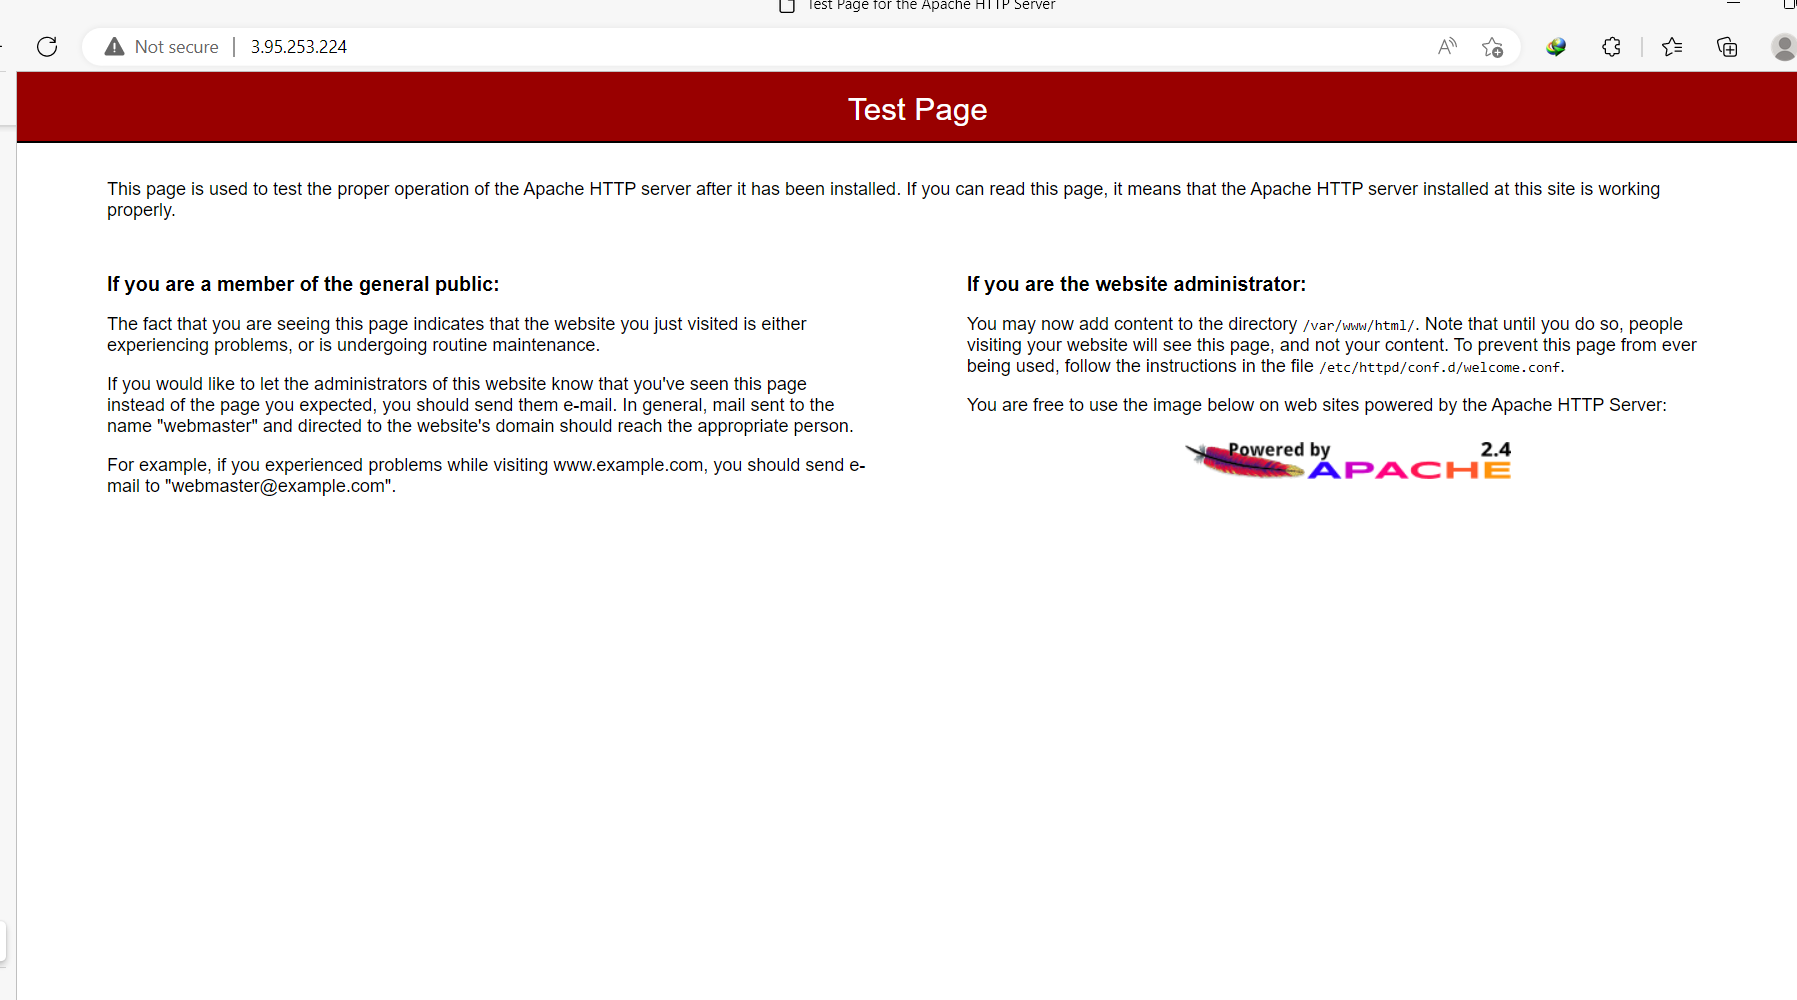 Test Page for the Apache HTTP Server
Not secure | 3.95.253.224
Test Page
This page is used to test the proper operation of the Apache HTTP server after it has been installed. If you can read this page, it means that the Apache HTTP server installed at this site is working
properly.
If you are a member of the general public:
The fact that you are seeing this page indicates that the website you just visited is either
experiencing problems, or is undergoing routine maintenance.
If you would like to let the administrators of this website know that you've seen this page
instead of the page you expected, you should send them e-mail. In general, mail sent to the
name "webmaster" and directed to the website's domain should reach the appropriate person.
For example, if you experienced problems while visiting www.example.com, you should send e-
mail to "webmaster@example.com".
If you are the website administrator:
You may now add content to the directory /var/www/html/. Note that until you do so, people
visiting your website will see this page, and not your content. To prevent this page from ever
being used, follow the instructions in the file /etc/httpd/conf.d/welcome.conf.
You are free to use the image below on web sites powered by the Apache HTTP Server:
Powered by 2.4
APACHE